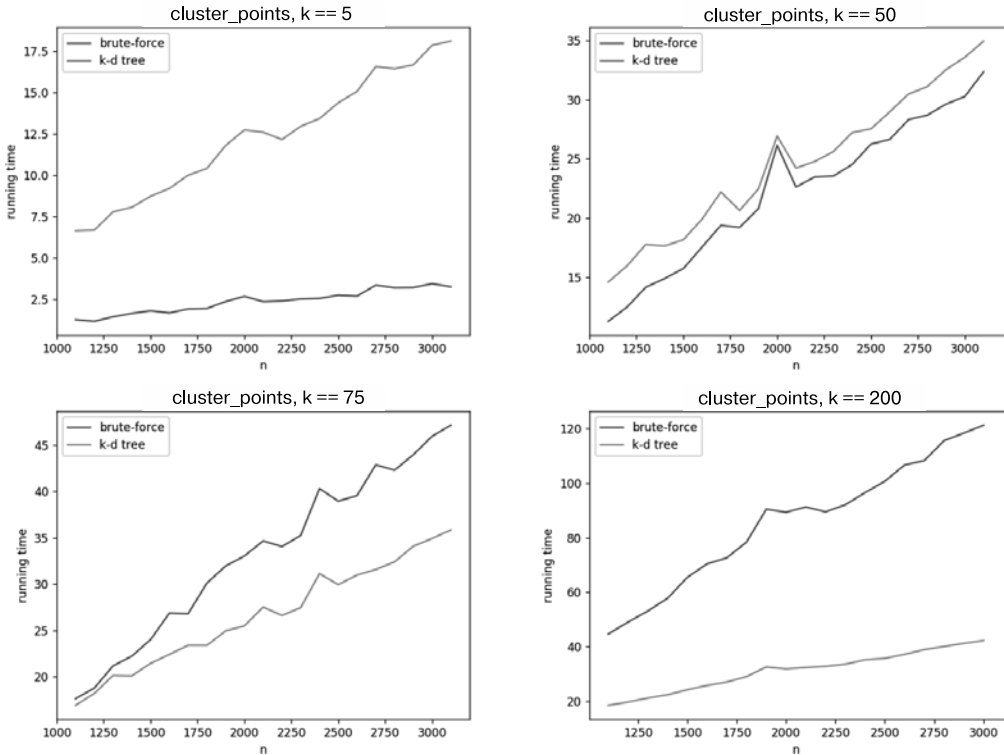 cluster_points, k == 5
brute-force
k-d tree
17.5
15.0
12.5
10.0
7.5
5.0
2.5
running time
1000 1250 1500 1750 2000 2250 2500 2750 3000
n
cluster_points, k == 50
brute-force
k-d tree
35
30
25
20
15
running time
1000 1250 1500 1750 2000 2250 2500 2750 3000
n
cluster_points, k == 75
brute-force
k-d tree
45
40
35
30
25
20
running time
1000 1250 1500 1750 2000 2250 2500 2750 3000
n
cluster_points, k == 200
brute-force
k-d tree
120
100
80
60
40
20
running time
1250 1500 1750 2000 2250 2500 2750 3000
n